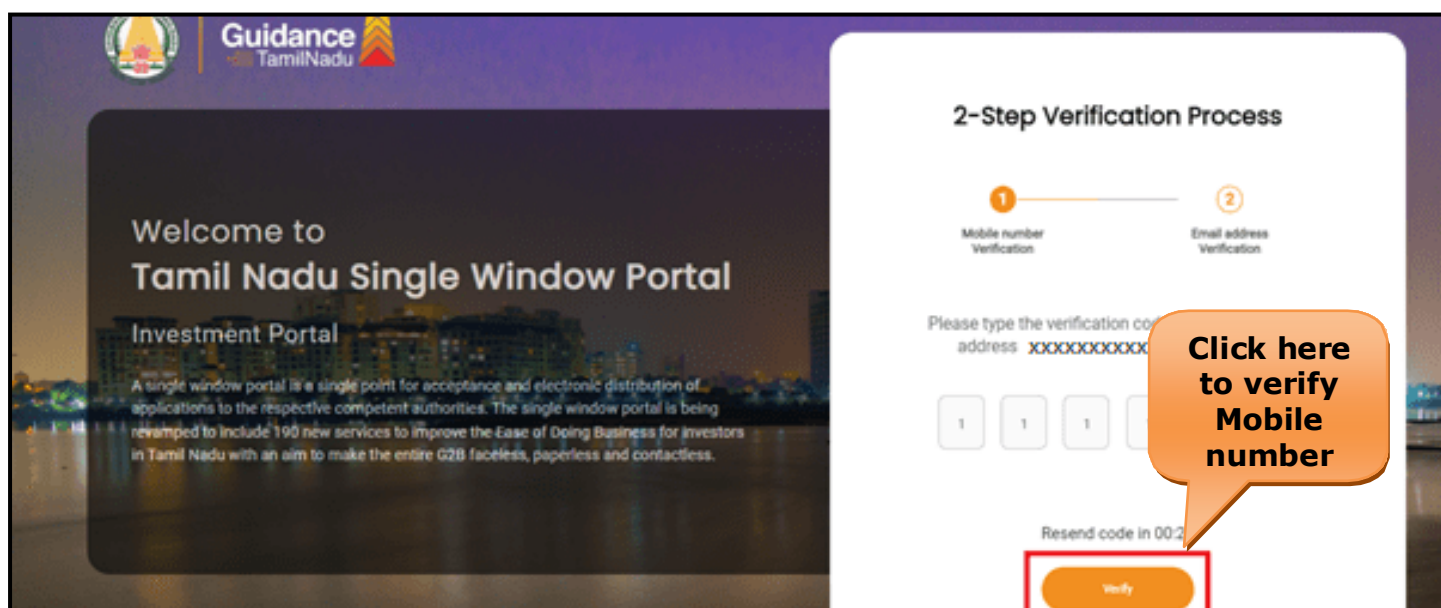 Guidance
TamilNadu
Welcome to
Tamil Nadu Single Window Portal
Investment Portal
A single window portal is a single point for acceptance and electronic distribution of
applications to the respective competent authorities. The single window portal is being
revamped to include 190 new services to improve the Ease of Doing Business for investors
in Tamil Nadu with an aim to make the entire G2B faceless, paperless and contactless.
2-Step Verification Process
1
2
Mobile number
Verification
Email address
Verification
Please type the verification
address XXXXXXXXXX
1 1 1
Click here
to verify
Mobile
number
Resend code in 00:2
Verify